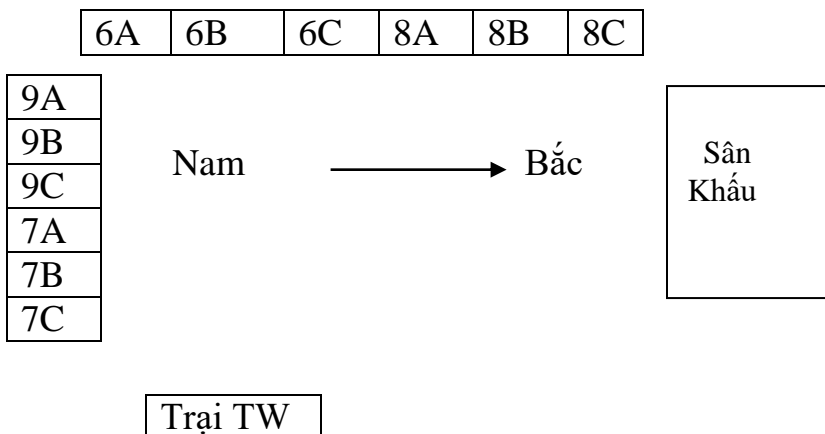 6A 6B 6C 8A 8B 8C
9A
9B
9C
7A
7B
7C
Nam Bắc
Sân
Khấu
Trại TW